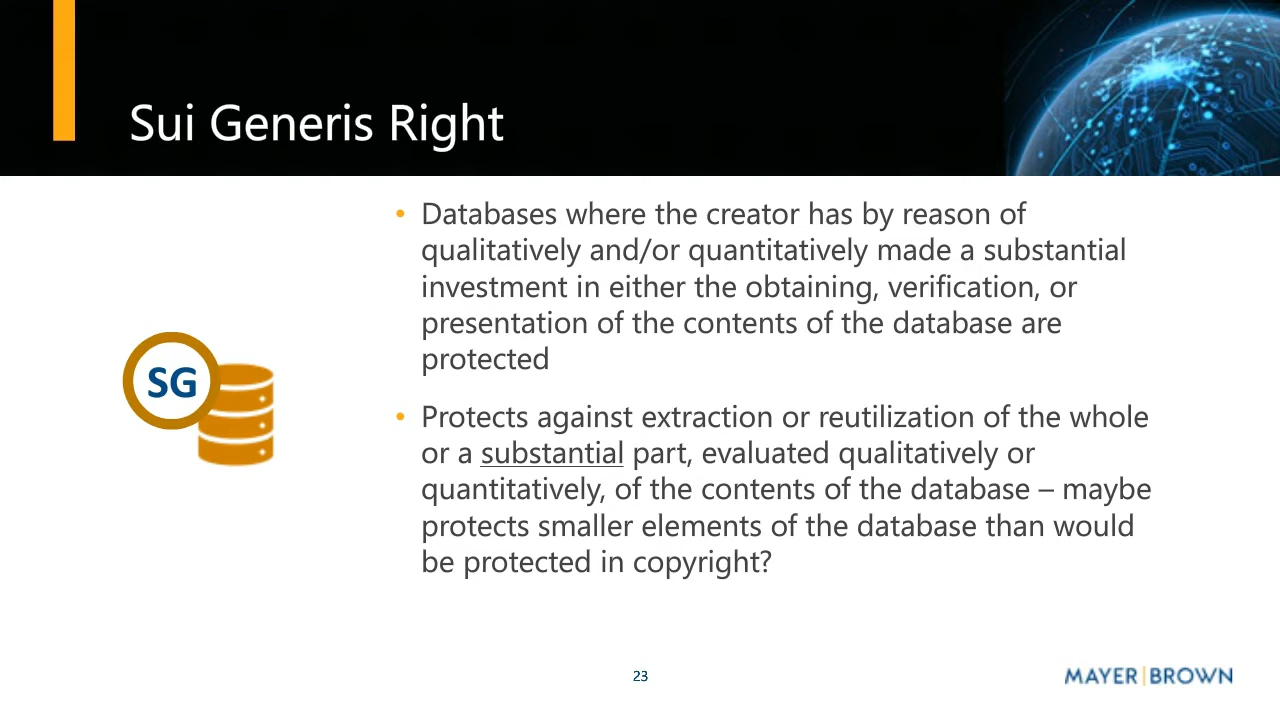 Sui Generis Right
SG
• Databases where the creator has by reason of
qualitatively and/or quantitatively made a substantial
investment in either the obtaining, verification, or
presentation of the contents of the database are
protected
• Protects against extraction or reutilization of the whole
or a substantial part, evaluated qualitatively or
quantitatively, of the contents of the database – maybe
protects smaller elements of the database than would
be protected in copyright?
23
MAYER|BROWN